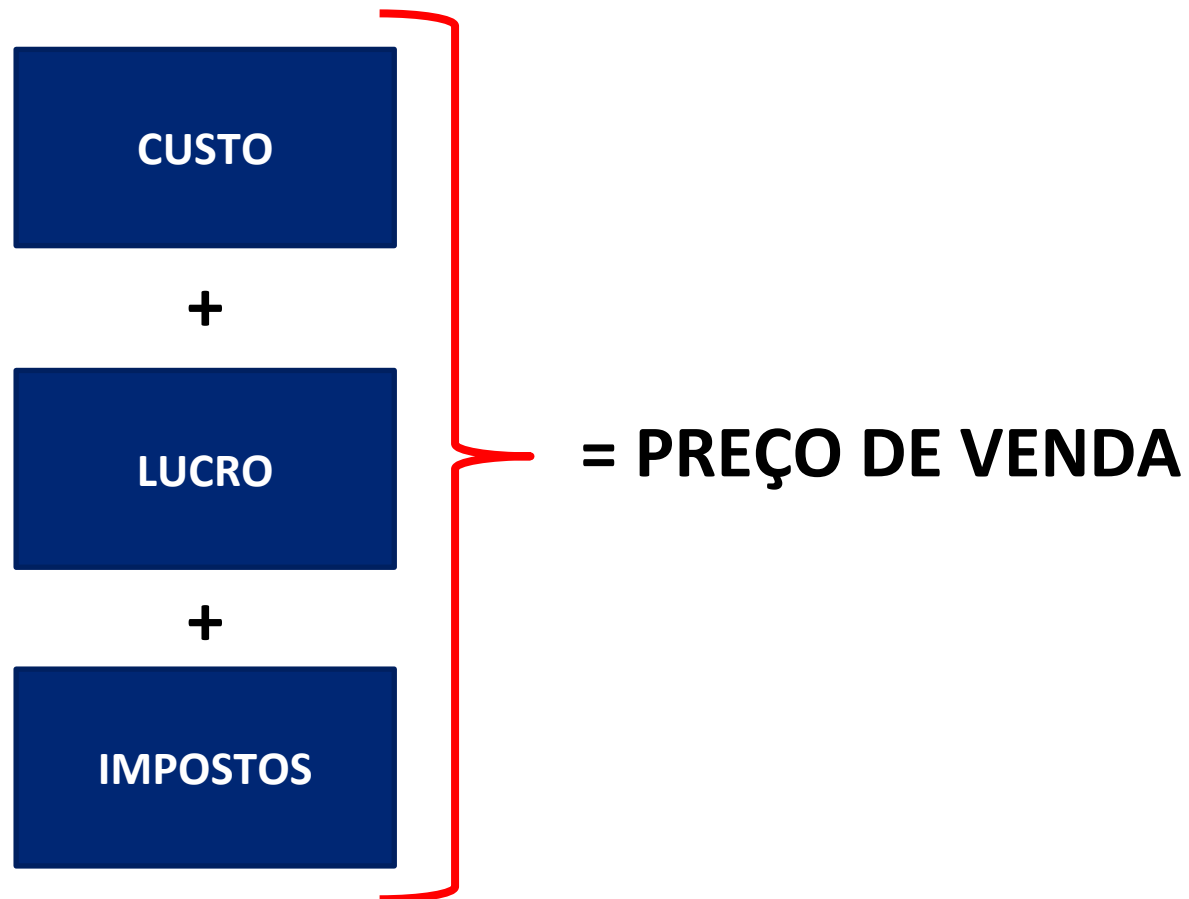 CUSTO
+
LUCRO
= PREÇO DE VENDA
+
IMPOSTOS